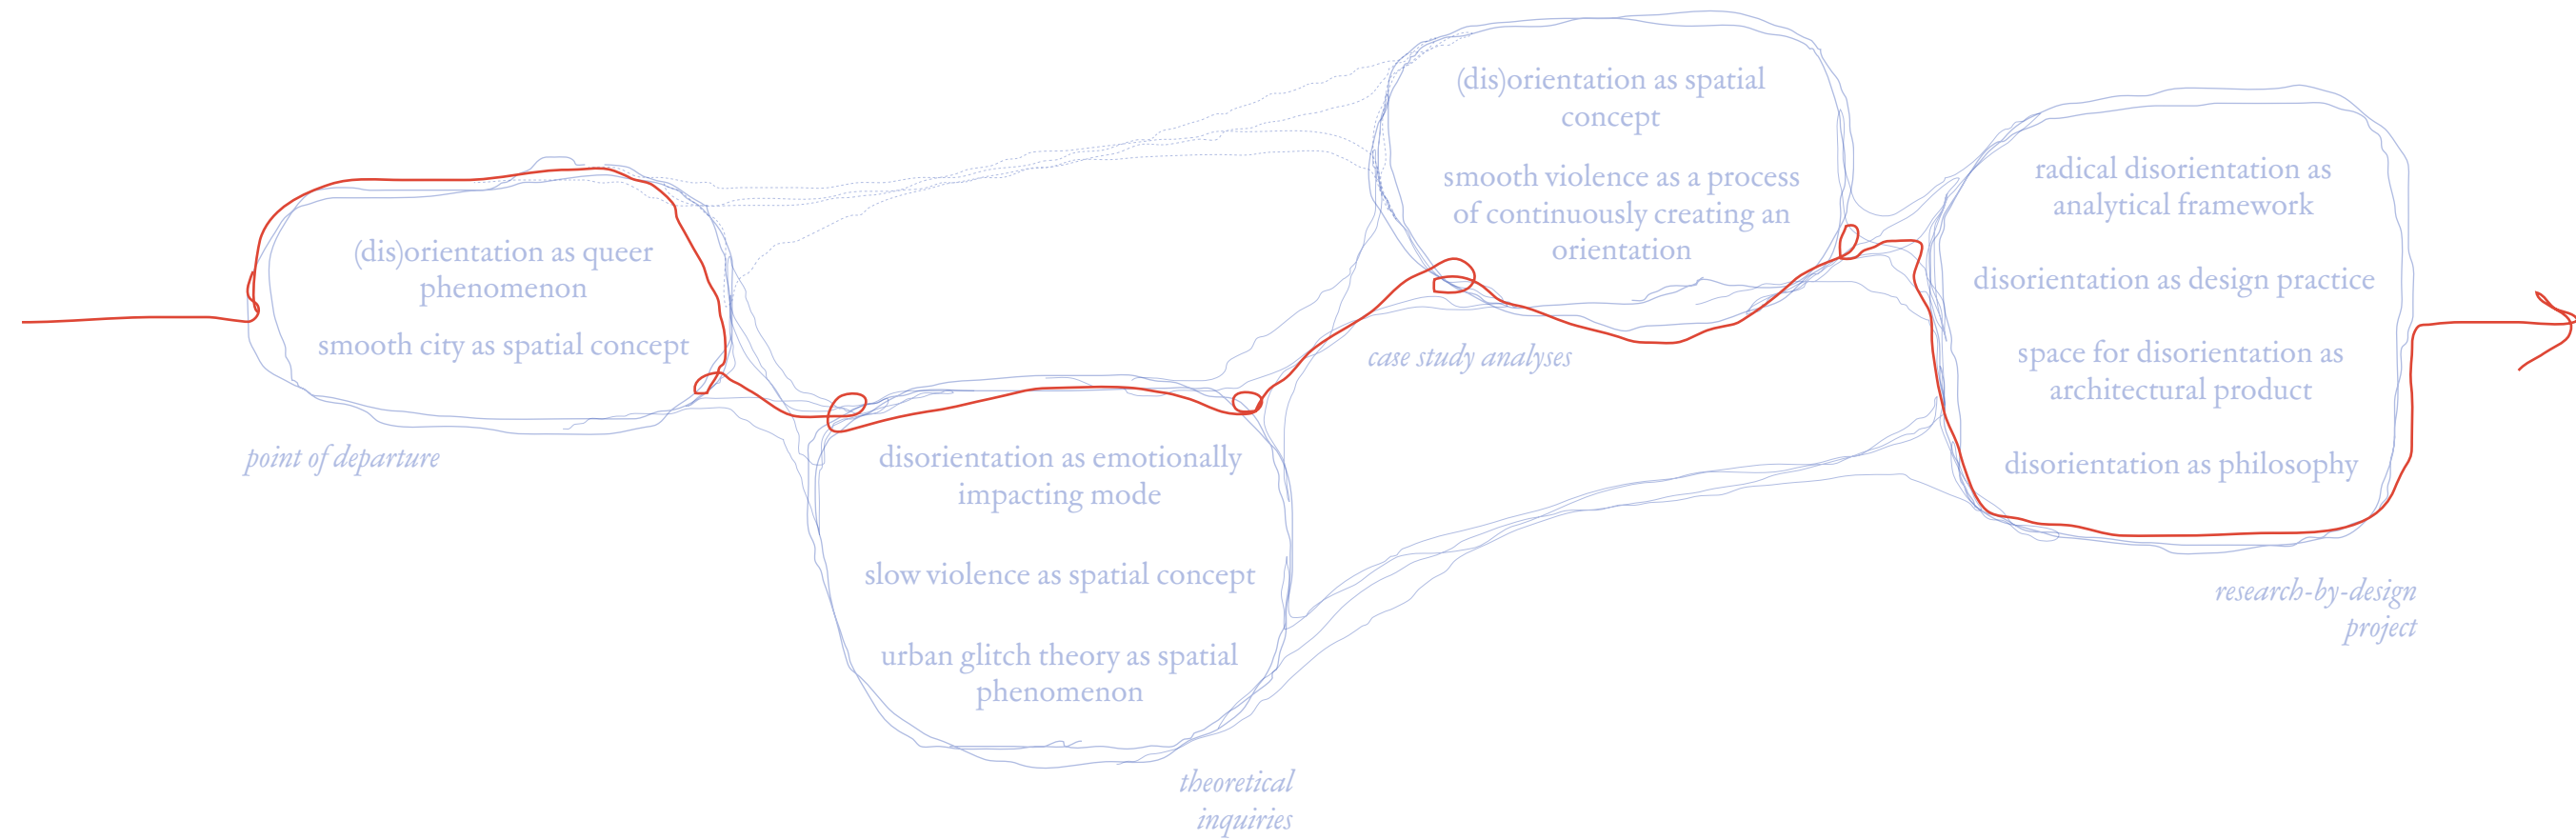 (dis)orientation as queer
phenomenon
smooth city as spatial concept
point of departure
disorientation as emotionally
impacting mode
slow violence as spatial concept
urban glitch theory as spatial
phenomenon
theoretical
inquiries
(dis)orientation as spatial
concept
smooth violence as a process
of continuously creating an
orientation
case study analyses
radical disorientation as
analytical framework
disorientation as design practice
space for disorientation as
architectural product
disorientation as philosophy
research-by-design
project